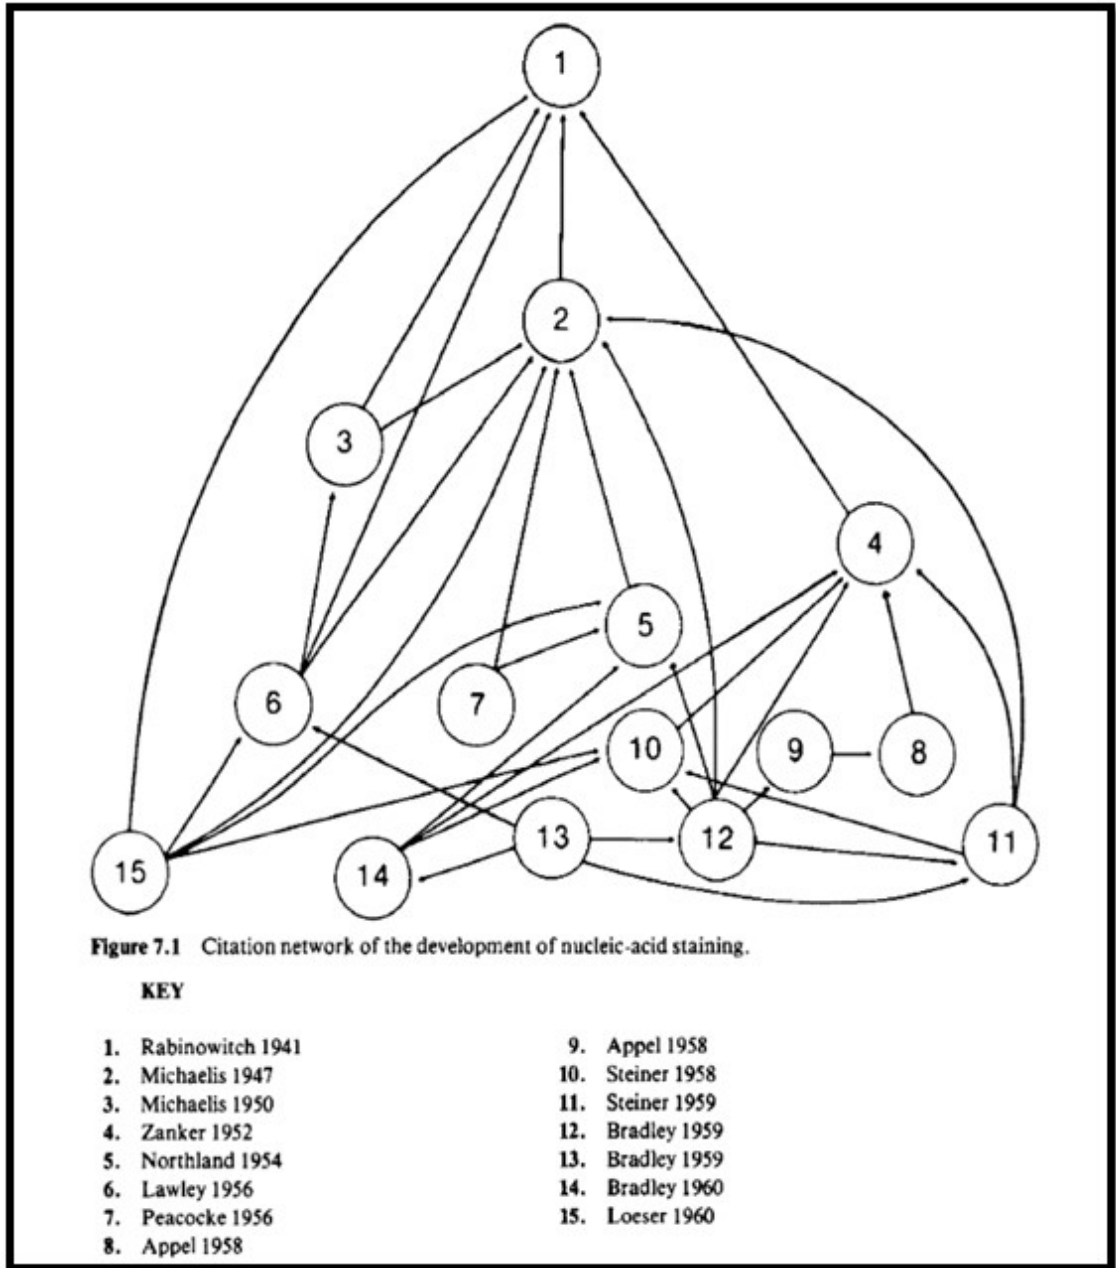 1
2
3
4
5
6
7
10
9
8
13
12
11
15
14
Figure 7.1 Citation network of the development of nucleic-acid staining.
KEY
1. Rabinowitch 1941
2. Michaelis 1947
3. Michaelis 1950
4. Zanker 1952
5. Northland 1954
6. Lawley 1956
7. Peacocke 1956
8. Appel 1958
9. Appel 1958
10. Steiner 1958
11. Steiner 1959
12. Bradley 1959
13. Bradley 1959
14. Bradley 1960
15. Loeser 1960